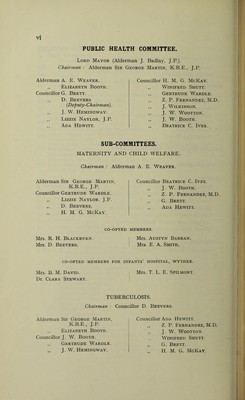 vi
PUBLIC HEALTH COMMITTEE.
Lord Mayor (Alderman J. Badlay, J.P.)
Chairman : Alderman Sir George Martin, K.B.E., J.P.
Alderman A. E. Weaver.
„ Elizabeth Booth.
Councillor G. Brett.
„ D. Beevers
(Deputy-Chairman).
„ J. W. Hemingway.
„ Lizzie Naylor, J.P.
„ Ada Hewitt.
Councillor H. M. G. McKay.
„ Winifred Shutt.
„ Gertrude Wardle.
„ Z. P. Fernandez, M.D.
„ J. Wilkinson.
„ J. W. Wootton.
„ J. W. Booth.
„ Beatrice C. Ives.
SUB-COMMITTEES.
MATERNITY AND CHILD WELFARE.
Chairman : Alderman A. E. Weaver.
Alderman Sir George Martin,
K.B.E., J.P.
Councillor Gertrude Wardle.
„ Lizzie Naylor, J.P.
„ D. Beevers.
„ H. M. G. McKay.
Councillor Beatrice C. Ives.
„ J. W. Booth.
„ Z. P. Fernandez, M.D.
„ G. Brett.
„ Ada Hewitt.
CO-OPTED MEMBERS
Mrs. R. H. Blackburn.
Mrs. D. Beevers.
Mrs. Austyn Barran.
Mrs. E. A. Smith.
CO-OPTED MEMBERS FOR INFANTS' HOSPITAL, WYTHER.
Mrs. B. M. David.
Dr. Clara Stewart.
Mrs. T. L. E. Spilmont.
TUBERCULOSIS.
Chairman : Councillor D. Beevers.
Alderman Sir George Martin,
K.B.E., J.P.
„ Elizabeth Booth.
Councillor J. W. Booth.
„ Gertrude Wardle.
„ J. W. Hemingway.
Councillor Ada Hewitt.
„ Z. P. Fernandez, M.D.
„ J. W. Wootton.
„ Winifred Shutt.
„ G. Brett.
„ H. M. G. McKay.